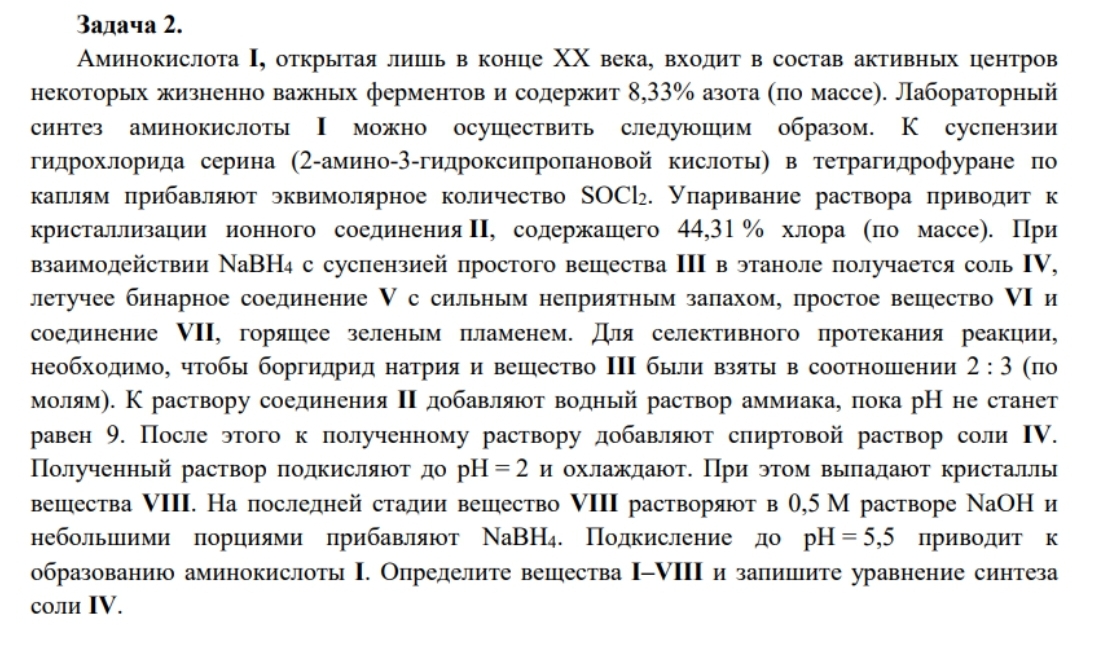 Задача 2.
Аминокислота I, открытая лишь в конце XX века, входит в состав активных центров
некоторых жизненно важных ферментов и содержит 8,33% азота (по массе). Лабораторный
синтез аминокислоты I можно осуществить следующим образом. К суспензии
гидрохлорида серина (2-амино-3-гидроксипропановой кислоты) в тетрагидрофуране по
каплям прибавляют эквимолярное количество SOCl2. Упаривание раствора приводит к
кристаллизации ионного соединения II, содержащего 44,31 % хлора (по массе). При
взаимодействии NaBH4 с суспензией простого вещества III в этаноле получается соль IV,
летучее бинарное соединение V с сильным неприятным запахом, простое вещество VI и
соединение VII, горящее зеленым пламенем. Для селективного протекания реакции,
необходимо, чтобы боргидрид натрия и вещество III были взяты в соотношении 2 : 3 (по
молям). К раствору соединения II добавляют водный раствор аммиака, пока pH не станет
равен 9. После этого к полученному раствору добавляют спиртовой раствор соли IV.
Полученный раствор подкисляют до pH = 2 и охлаждают. При этом выпадают кристаллы
вещества VIII. На последней стадии вещество VIII растворяют в 0,5 М растворе NaOH и
небольшими порциями прибавляют NaBH4. Подкисление до pH = 5,5 приводит к
образованию аминокислоты I. Определите вещества I–VIII и запишите уравнение синтеза
соли IV.